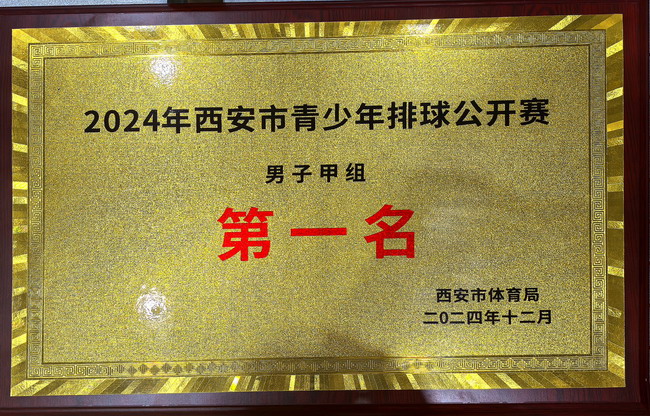 2024年西安市青少年排球公开赛
男子甲组
第一名
西安市体育局
二0二四年十二月